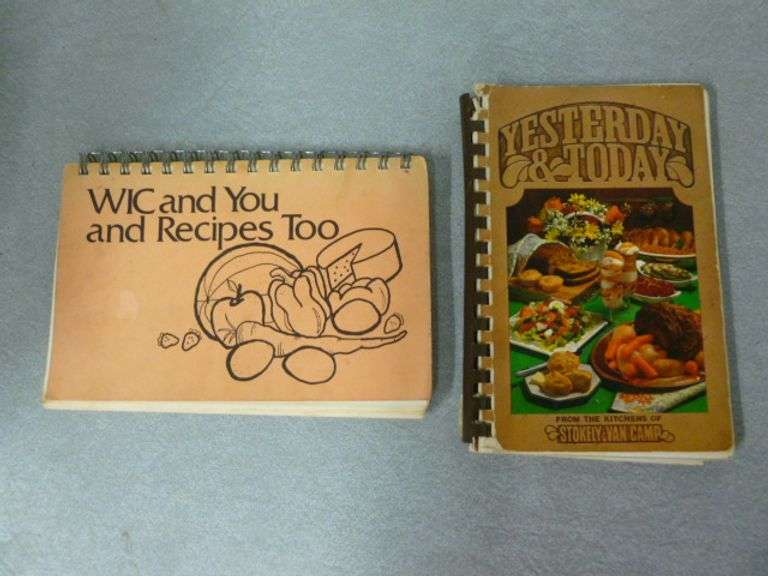 WIC and You
and Recipes Too
YESTERDAY
& TODAY
FROM THE KITCHENS OF
STOKELY-VAN CAMP